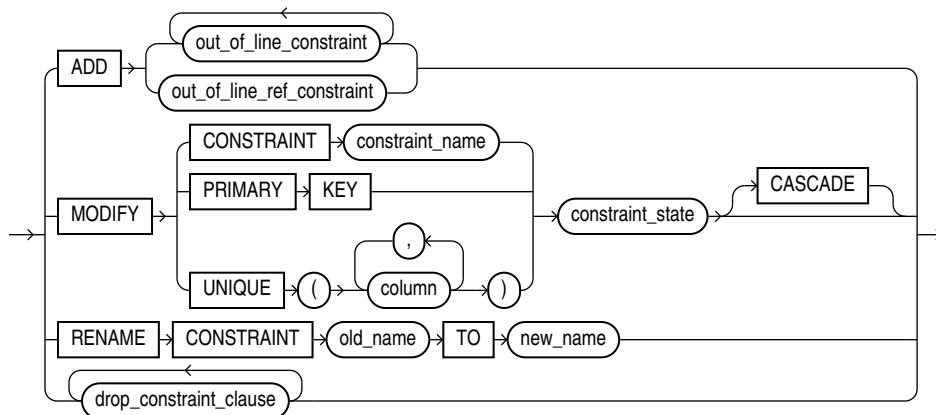 out_of_line_constraint
ADD
out_of_line_ref_constraint
CONSTRAINT constraint_name
PRIMARY KEY
CASCADE
MODIFY
constraint_state
,
UNIQUE ( column )
RENAME CONSTRAINT old_name TO new_name
drop_constraint_clause